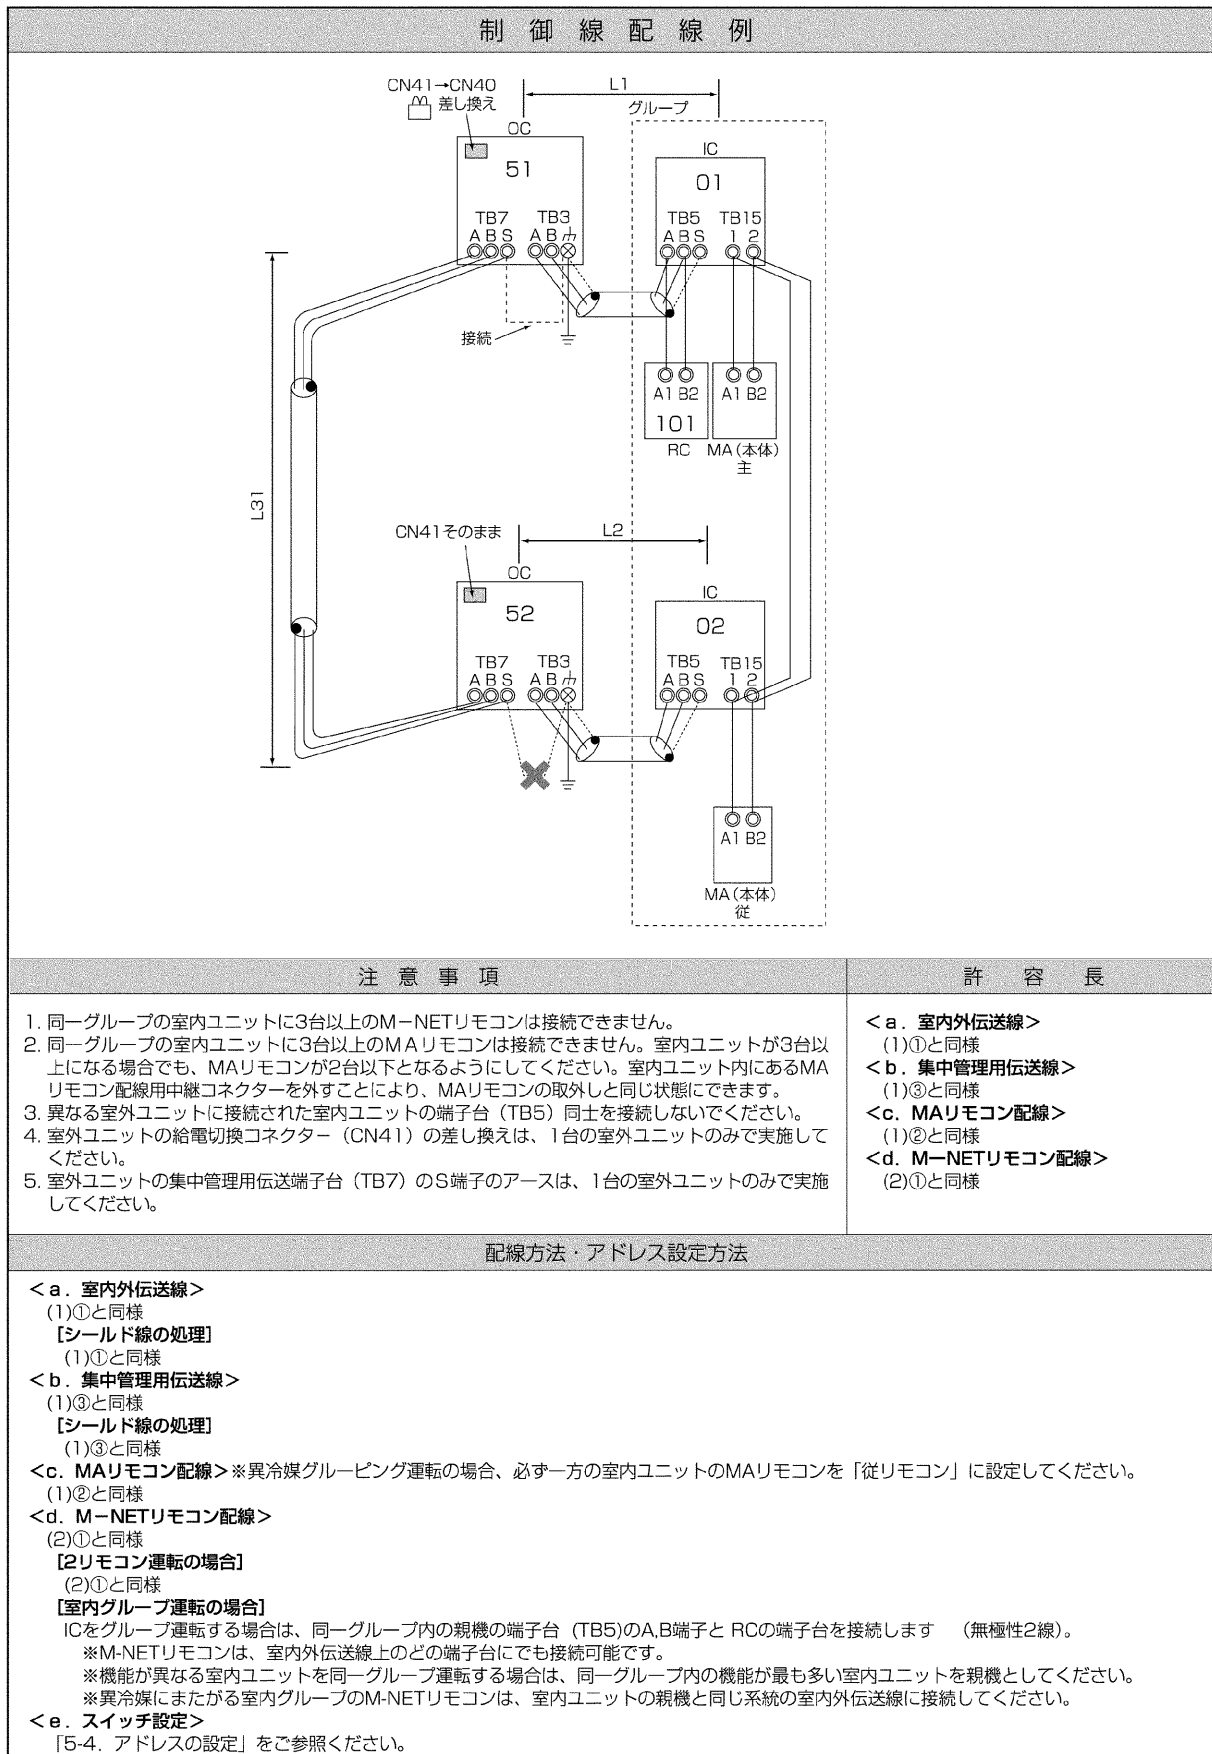 制御線配線例
CN41→CN40
差し換え
L1
グループ
OC
51
IC
01
TB7 TB3
A B S A B
TB5 TB15
A B S 1 2
接続
A1 B2
101
RC
A1 B2
MA(本体)
主
L31
CN41そのまま
L2
OC
52
IC
02
TB7 TB3
A B S A B
TB5 TB15
A B S 1 2
A1 B2
MA(本体)
従
注意事項
許容長
1. 同一グループの室内ユニットに3台以上のM-NETリモコンは接続できません。
2. 同一グループの室内ユニットに3台以上のMAリモコンは接続できません。室内ユニットが3台以
上になる場合でも、MAリモコンが2台以下となるようにしてください。室内ユニット内にあるMA
リモコン配線用中継コネクターを外すことにより、MAリモコンの取外しと同じ状態にできます。
3. 異なる室外ユニットに接続された室内ユニットの端子台（TB5）同士を接続しないでください。
4. 室外ユニットの給電切換コネクター（CN41）の差し換えは、1台の室外ユニットのみで実施して
ください。
5. 室外ユニットの集中管理用伝送端子台（TB7）のS端子のアースは、1台の室外ユニットのみで実施
してください。
<a. 室内外伝送線>
(1)①と同様
<b. 集中管理用伝送線>
(1)③と同様
<c. MAリモコン配線>
(1)②と同様
<d. M-NETリモコン配線>
(2)①と同様
配線方法・アドレス設定方法
<a. 室内外伝送線>
(1)①と同様
[シールド線の処理]
(1)①と同様
<b. 集中管理用伝送線>
(1)③と同様
[シールド線の処理]
(1)③と同様
<c. MAリモコン配線>※異冷媒グルーピング運転の場合、必ず一方の室内ユニットのMAリモコンを「従リモコン」に設定してください。
(1)②と同様
<d. M-NETリモコン配線>
(2)①と同様
[2リモコン運転の場合]
(2)①と同様
[室内グループ運転の場合]
ICをグループ運転する場合は、同一グループ内の親機の端子台 (TB5)のA,B端子と RCの端子台を接続します （無極性2線）。
※M-NETリモコンは、室内外伝送線上のどの端子台にでも接続可能です。
※機能が異なる室内ユニットを同一グループ運転する場合は、同一グループ内の機能が最も多い室内ユニットを親機としてください。
※異冷媒にまたがる室内グループのM-NETリモコンは、室内ユニットの親機と同じ系統の室内外伝送線に接続してください。
<e. スイッチ設定>
「5-4. アドレスの設定」をご参照ください。